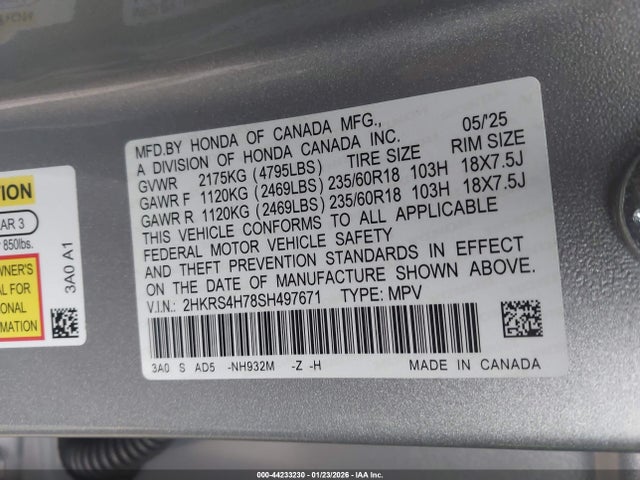 MFD.BY HONDA OF CANADA MFG., 05/'25
A DIVISION OF HONDA CANADA INC.
GVWR 2175KG (4795LBS) TIRE SIZE RIM SIZE
GAWR F 1120KG (2469LBS) 235/60R18 103H 18X7.5J
GAWR R 1120KG (2469LBS) 235/60R18 103H 18X7.5J
THIS VEHICLE CONFORMS TO ALL APPLICABLE
FEDERAL MOTOR VEHICLE SAFETY
AND THEFT PREVENTION STANDARDS IN EFFECT
ON THE DATE OF MANUFACTURE SHOWN ABOVE.
V.I.N.: 2HKRS4H78SH497671 TYPE: MPV
3A0 S AD5 -NH932M -Z -H MADE IN CANADA
TION
AR 3
850lbs.
WNER'S
AL FOR
IONAL
RMATION
3A0 A1
000-44233230 - 01/23/2026 - IAA Inc.